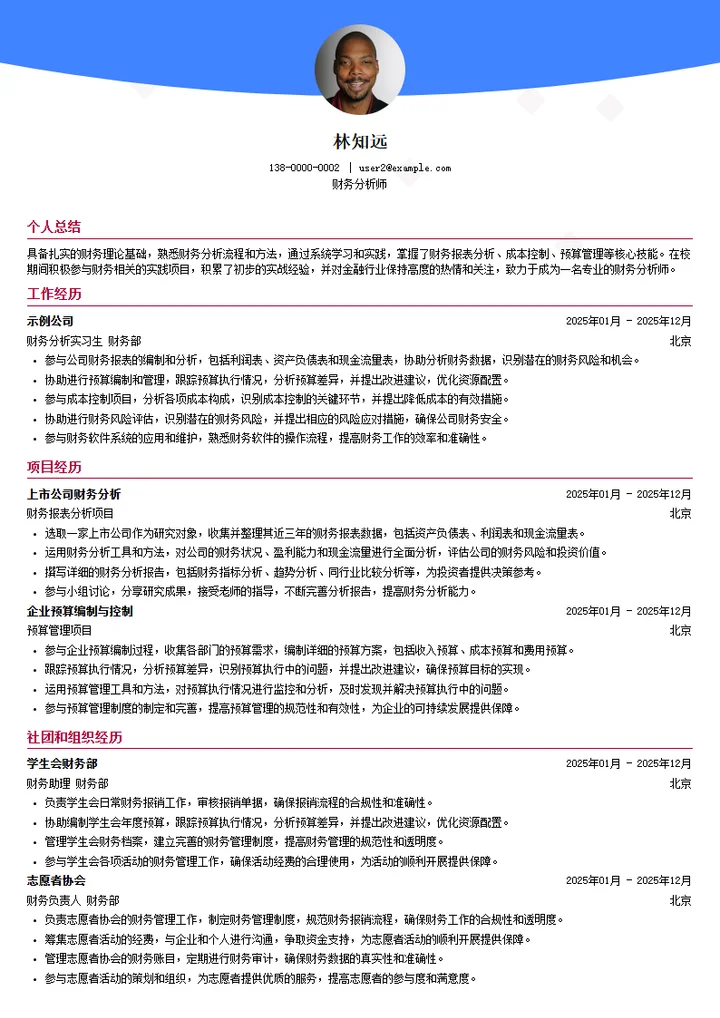 林知远
138-0000-0002 | user2@example.com
财务分析师
个人总结
具备扎实的财务理论基础，熟悉财务分析流程和方法，通过系统学习和实践，掌握了财务报表分析、成本控制、预算管理等核心技能。在校
期间积极参与财务相关的实践项目，积累了初步的实战经验，并对金融行业保持高度的热情和关注，致力于成为一名专业的财务分析师。
工作经历
示例公司 2025年01月 - 2025年12月
财务分析实习生 财务部 北京
• 参与公司财务报表的编制和分析，包括利润表、资产负债表和现金流量表，协助分析财务数据，识别潜在的财务风险和机会。
• 协助进行预算编制和管理，跟踪预算执行情况，分析预算差异，并提出改进建议，优化资源配置。
• 参与成本控制项目，分析各项成本构成，识别成本控制的关键环节，并提出降低成本的有效措施。
• 协助进行财务风险评估，识别潜在的财务风险，并提出相应的风险应对措施，确保公司财务安全。
• 参与财务软件系统的应用和维护，熟悉财务软件的操作流程，提高财务工作的效率和准确性。
项目经历
上市公司财务分析 2025年01月 - 2025年12月
财务报表分析项目 北京
• 选取一家上市公司作为研究对象，收集并整理其近三年的财务报表数据，包括资产负债表、利润表和现金流量表。
• 运用财务分析工具和方法，对公司的财务状况、盈利能力和现金流量进行全面分析，评估公司的财务风险和投资价值。
• 撰写详细的财务分析报告，包括财务指标分析、趋势分析、同行业比较分析等，为投资者提供决策参考。
• 参与小组讨论，分享研究成果，接受老师的指导，不断完善分析报告，提高财务分析能力。
企业预算编制与控制 2025年01月 - 2025年12月
预算管理项目 北京
• 参与企业预算编制过程，收集各部门的预算需求，编制详细的预算方案，包括收入预算、成本预算和费用预算。
• 跟踪预算执行情况，分析预算差异，识别预算执行中的问题，并提出改进建议，确保预算目标的实现。
• 运用预算管理工具和方法，对预算执行情况进行监控和分析，及时发现并解决预算执行中的问题。
• 参与预算管理制度的制定和完善，提高预算管理的规范性和有效性，为企业的可持续发展提供保障。
社团和组织经历
学生会财务部 2025年01月 - 2025年12月
财务助理 财务部 北京
• 负责学生会日常财务报销工作，审核报销单据，确保报销流程的合规性和准确性。
• 协助编制学生会年度预算，跟踪预算执行情况，分析预算差异，并提出改进建议，优化资源配置。
• 管理学生会财务档案，建立完善的财务管理制度，提高财务管理的规范性和透明度。
• 参与学生会各项活动的财务管理工作，确保活动经费的合理使用，为活动的顺利开展提供保障。
志愿者协会 2025年01月 - 2025年12月
财务负责人 财务部 北京
• 负责志愿者协会的财务管理工作，制定财务管理制度，规范财务报销流程，确保财务工作的合规性和透明度。
• 筹集志愿者活动的经费，与企业和个人进行沟通，争取资金支持，为志愿者活动的顺利开展提供保障。
• 管理志愿者协会的财务账目，定期进行财务审计，确保财务数据的真实性和准确性。
• 参与志愿者活动的策划和组织，为志愿者提供优质的服务，提高志愿者的参与度和满意度。